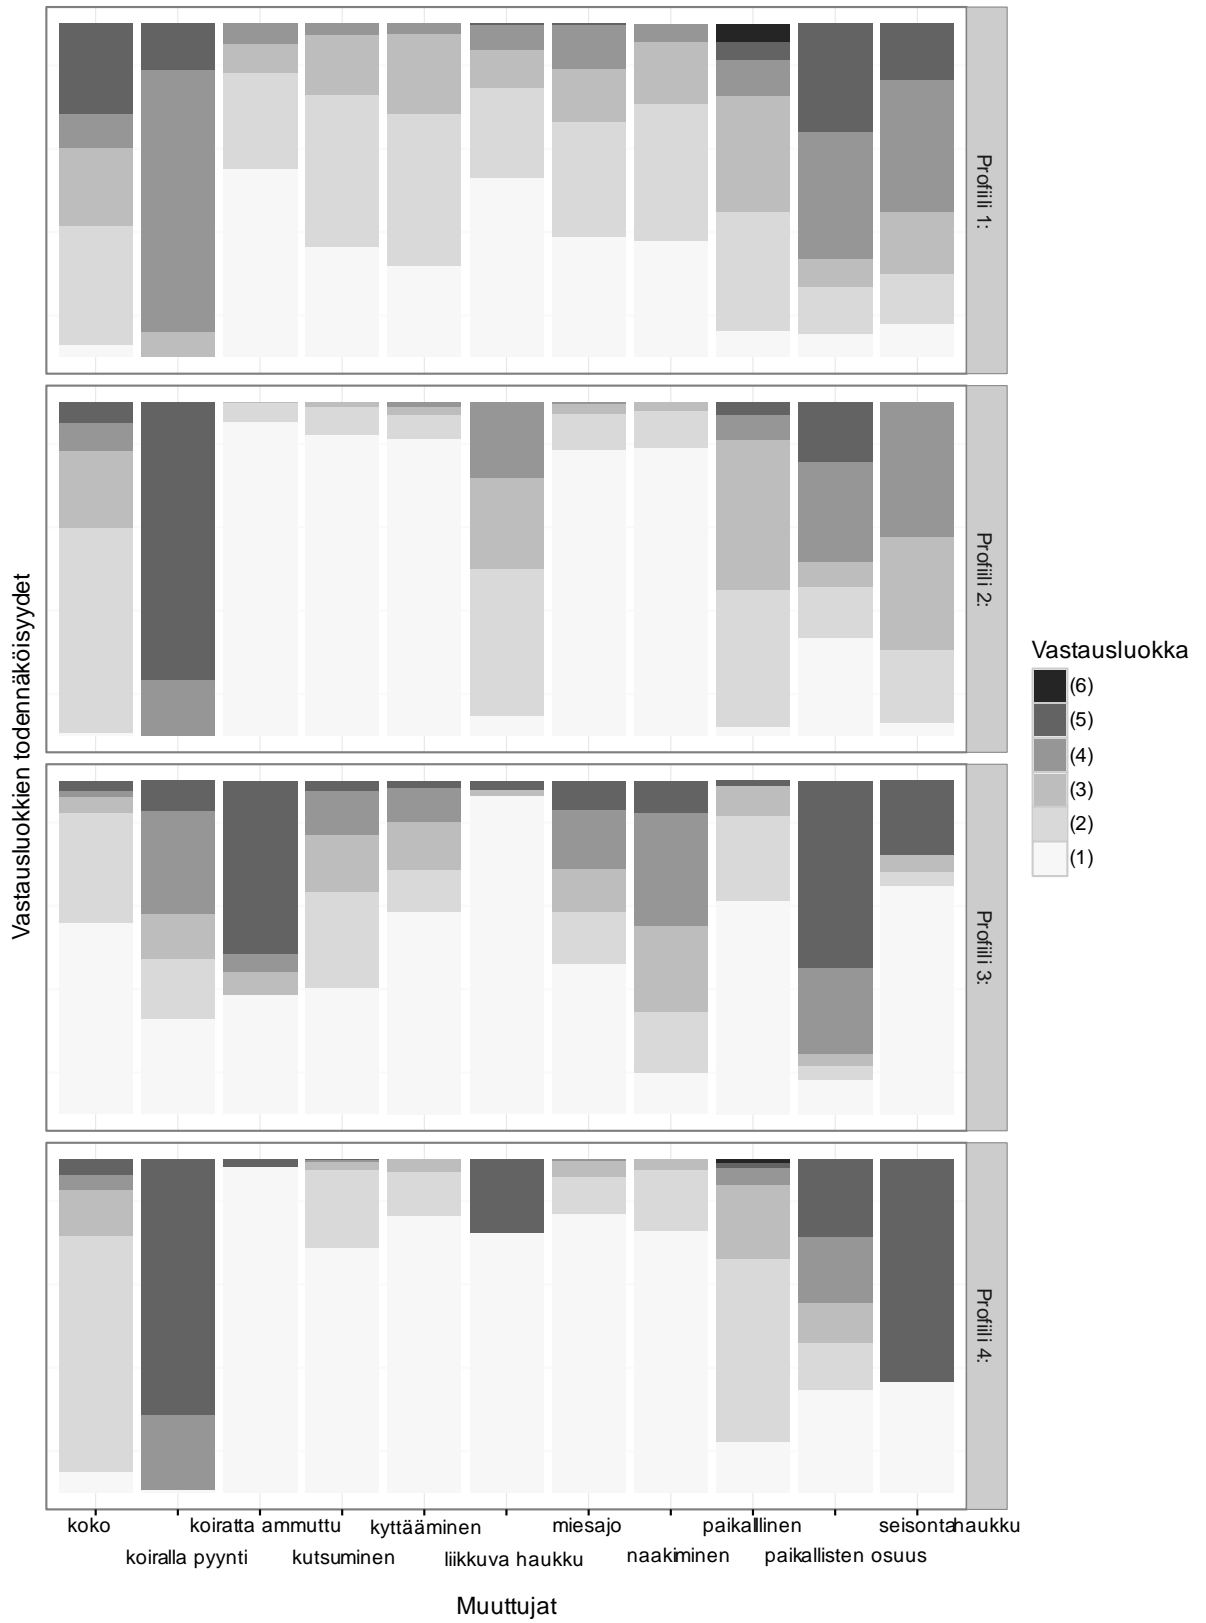 Profiili 1:
Profiili 2:
Profiili 3:
Profiili 4:
Vastausluokkien todennäköisyydet
Vastausluokka
(6)
(5)
(4)
(3)
(2)
(1)
koko koiratta ammuttu kyttääminen miesajo paikallinen seisontahaukku
koiralla pyynti kutsuminen liikkuva haukku naakiminen paikallisten osuus
Muuttujat